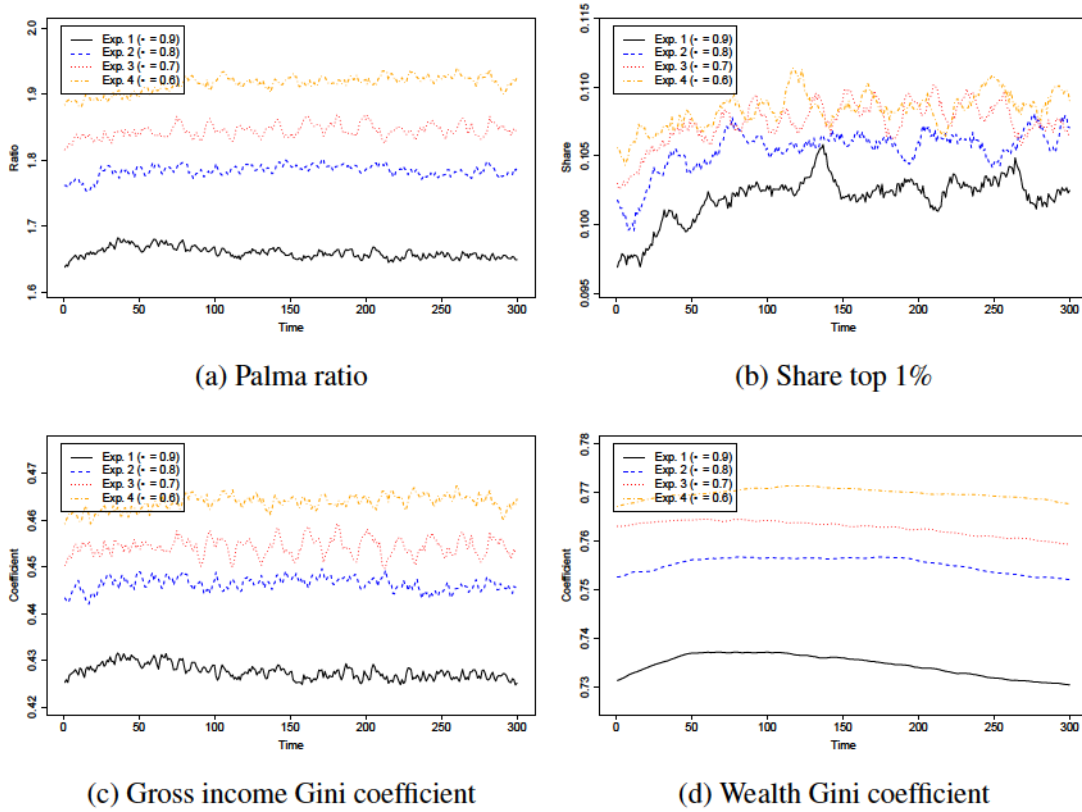 2.0
1.9
1.8
1.7
1.6
Ratio
Exp. 1 (• = 0.9)
Exp. 2 (• = 0.8)
Exp. 3 (• = 0.7)
Exp. 4 (• = 0.6)
0 50 100 150 200 250 300
Time
(a) Palma ratio
0.115
0.110
0.105
0.100
0.095
Share
Exp. 1 (• = 0.9)
Exp. 2 (• = 0.8)
Exp. 3 (• = 0.7)
Exp. 4 (• = 0.6)
0 50 100 150 200 250 300
Time
(b) Share top 1%
0.47
0.46
0.45
0.44
0.43
0.42
Coefficient
Exp. 1 (• = 0.9)
Exp. 2 (• = 0.8)
Exp. 3 (• = 0.7)
Exp. 4 (• = 0.6)
0 50 100 150 200 250 300
Time
(c) Gross income Gini coefficient
0.78
0.77
0.76
0.75
0.74
0.73
Coefficient
Exp. 1 (• = 0.9)
Exp. 2 (• = 0.8)
Exp. 3 (• = 0.7)
Exp. 4 (• = 0.6)
0 50 100 150 200 250 300
Time
(d) Wealth Gini coefficient